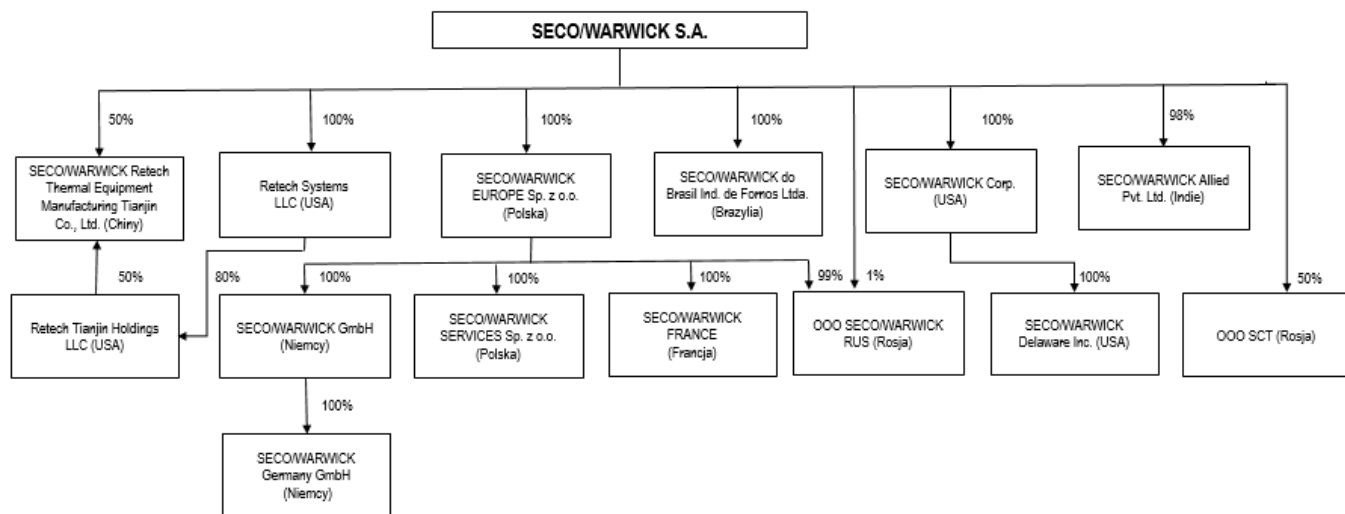 SECO/WARWICK S.A.
50%
100%
100%
100%
100%
98%
SECO/WARWICK Retech
Thermal Equipment
Manufacturing Tianjin
Co., Ltd. (Chiny)
Retech Systems
LLC (USA)
SECO/WARWICK
EUROPE Sp. z o.o.
(Polska)
SECO/WARWICK do
Brasil Ind. de Fornos Ltda.
(Brazylia)
SECO/WARWICK Corp.
(USA)
SECO/WARWICK Allied
Pvt. Ltd. (Indie)
50%
80%
100%
100%
100%
99%
1%
100%
50%
Retech Tianjin Holdings
LLC (USA)
SECO/WARWICK GmbH
(Niemcy)
SECO/WARWICK
SERVICES Sp. z o.o.
(Polska)
SECO/WARWICK
FRANCE
(Francja)
OOO SECO/WARWICK
RUS (Rosja)
SECO/WARWICK
Delaware Inc. (USA)
OOO SCT (Rosja)
100%
SECO/WARWICK
Germany GmbH
(Niemcy)